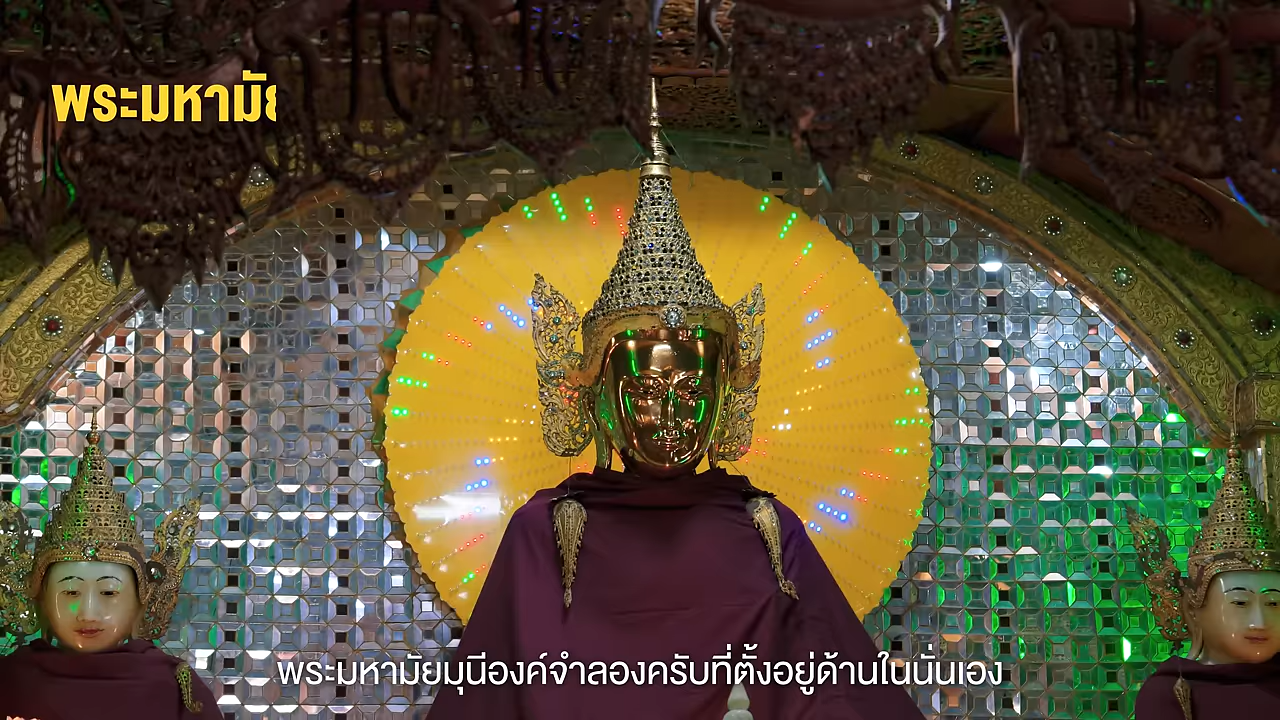 พระมหามัย
พระมหามัยมุนีองค์จำลองครับที่ตั้งอยู่ด้านในนั่นเอง